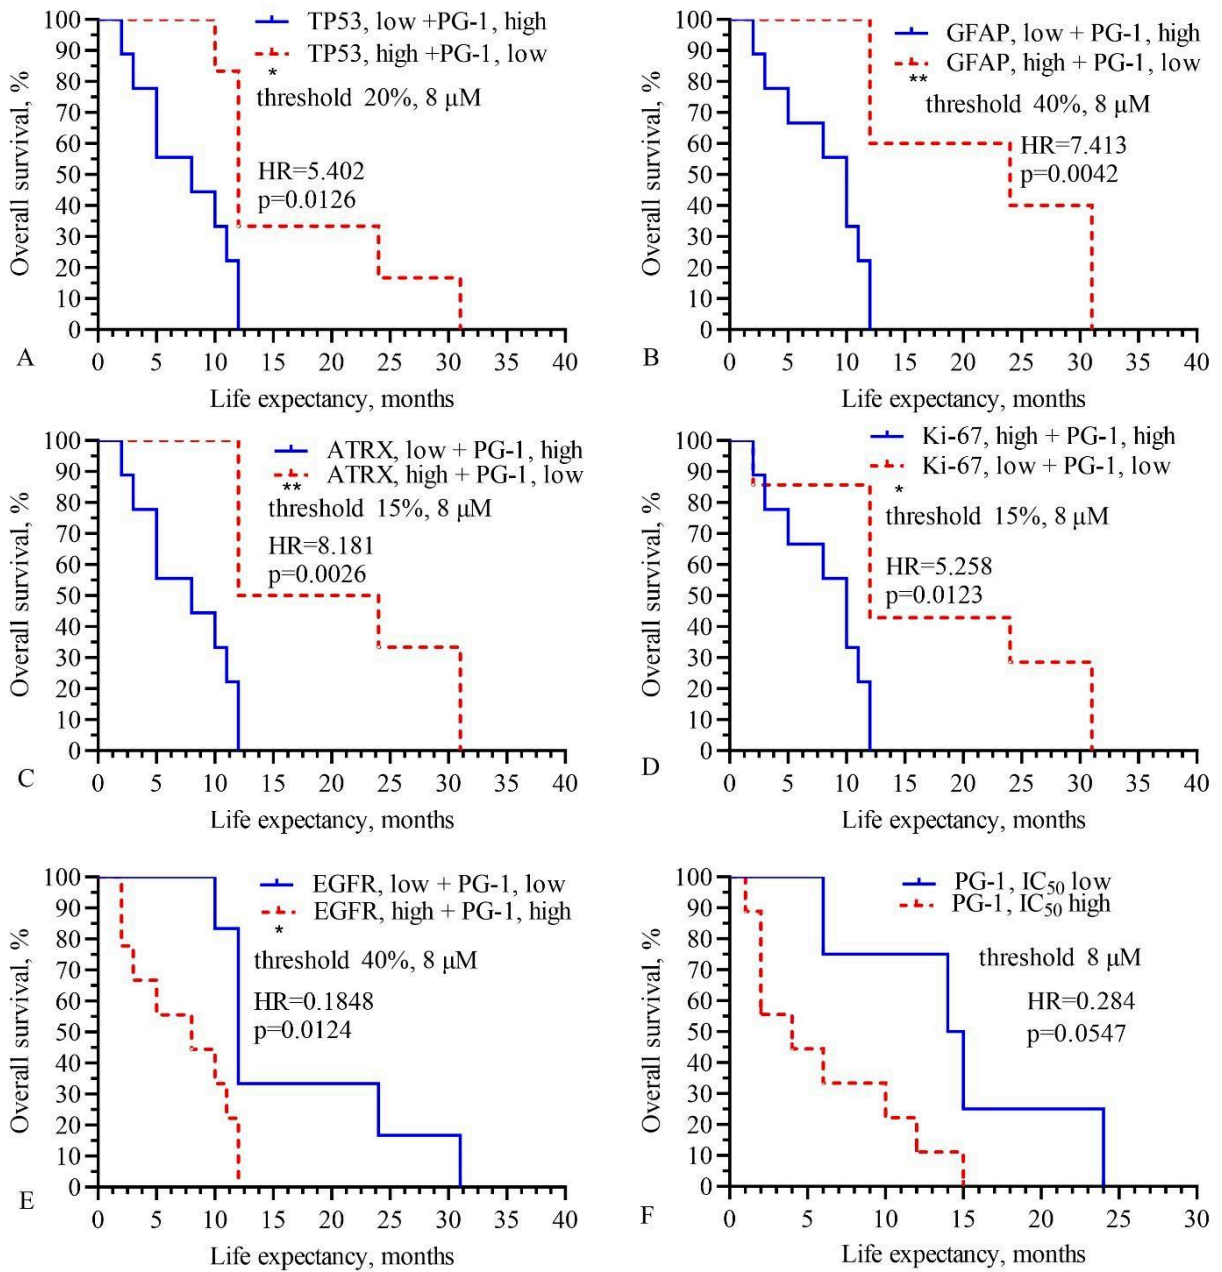 TP53, low +PG-1, high
TP53, high +PG-1, low
*
threshold 20%, 8 μM
HR=5.402
p=0.0126
Overall survival, %
100
90
80
70
60
50
40
30
20
10
0
0 5 10 15 20 25 30 35 40
A
Life expectancy, months
GFAP, low + PG-1, high
GFAP, high + PG-1, low
**
threshold 40%, 8 μM
HR=7.413
p=0.0042
Overall survival, %
100
90
80
70
60
50
40
30
20
10
0
0 5 10 15 20 25 30 35 40
B
Life expectancy, months
ATRX, low + PG-1, high
ATRX, high + PG-1, low
**
threshold 15%, 8 μM
HR=8.181
p=0.0026
Overall survival, %
100
90
80
70
60
50
40
30
20
10
0
0 5 10 15 20 25 30 35 40
C
Life expectancy, months
Ki-67, high + PG-1, high
Ki-67, low + PG-1, low
*
threshold 15%, 8 μM
HR=5.258
p=0.0123
Overall survival, %
100
90
80
70
60
50
40
30
20
10
0
0 5 10 15 20 25 30 35 40
D
Life expectancy, months
EGFR, low + PG-1, low
EGFR, high + PG-1, high
*
threshold 40%, 8 μM
HR=0.1848
p=0.0124
Overall survival, %
100
90
80
70
60
50
40
30
20
10
0
0 5 10 15 20 25 30 35 40
E
Life expectancy, months
PG-1, IC50 low
PG-1, IC50 high
threshold 8 μM
HR=0.284
p=0.0547
Overall survival, %
100
90
80
70
60
50
40
30
20
10
0
0 5 10 15 20 25 30
F
Life expectancy, months